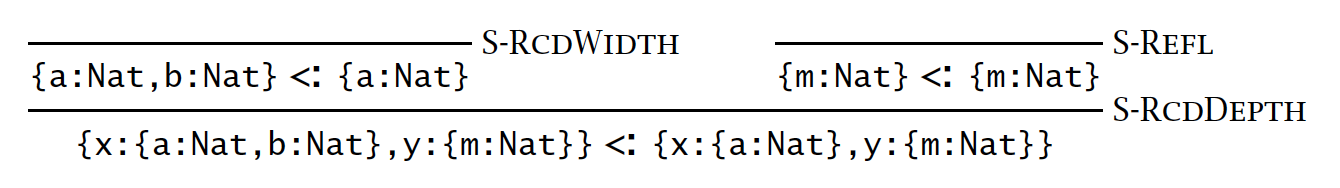 S-RCDWIDTH S-REFL
{a:Nat,b:Nat} <: {a:Nat} {m:Nat} <: {m:Nat}
S-RCDDEPTH
{x:{a:Nat,b:Nat},y:{m:Nat}} <: {x:{a:Nat},y:{m:Nat}}